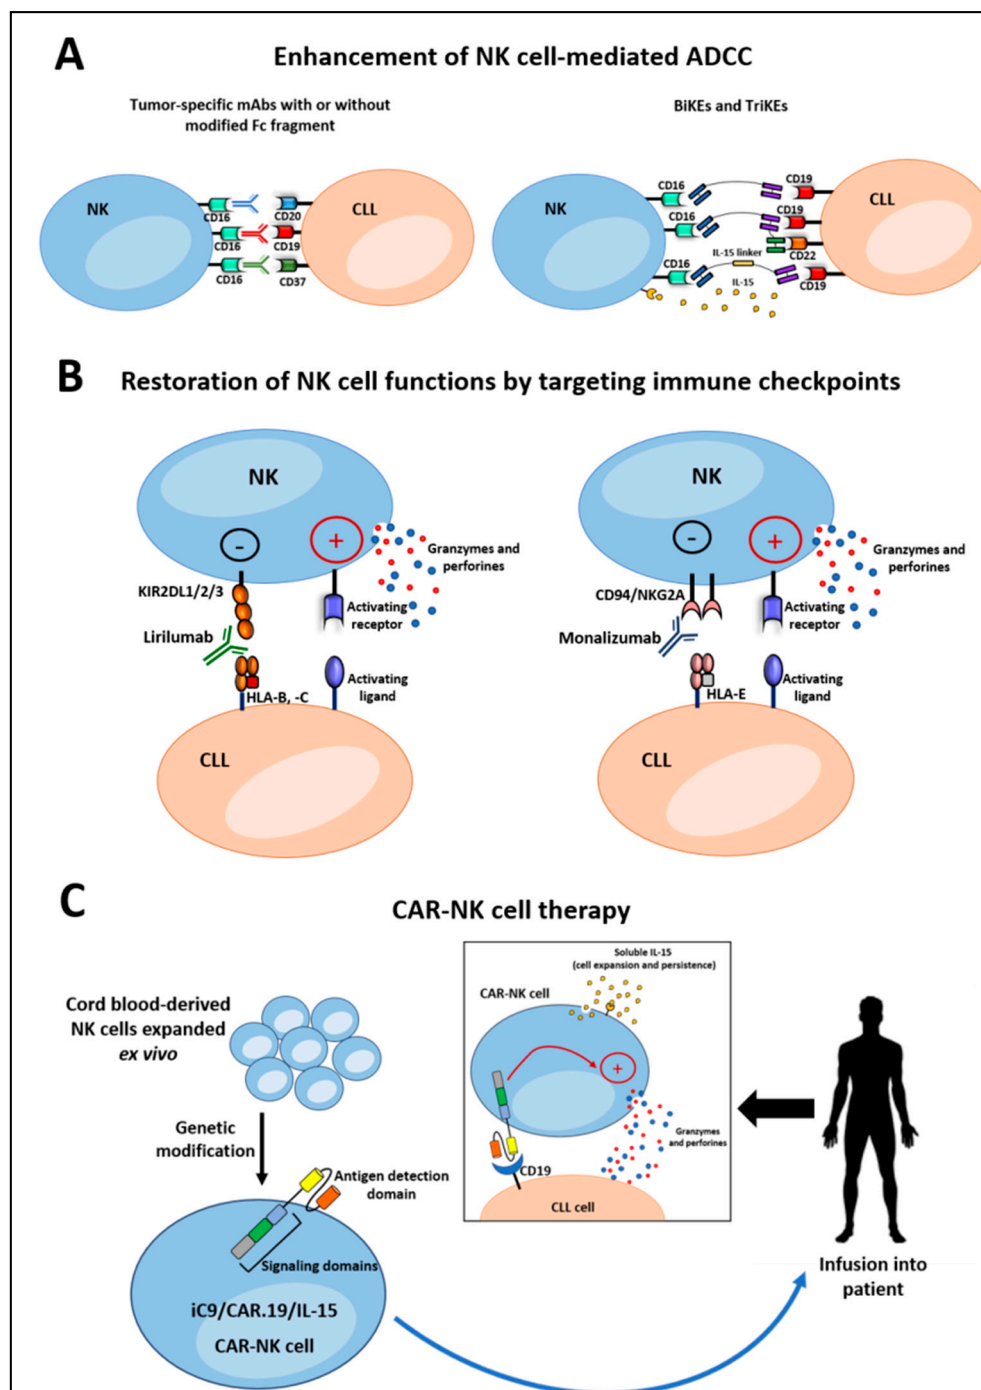 A
Enhancement of NK cell-mediated ADCC
Tumor-specific mAbs with or without
modified Fc fragment
NK
CLL
CD16
CD20
CD16
CD19
CD16
CD37
BiKEs and TriKEs
NK
CLL
CD16
CD19
CD16
CD19
CD22
IL-15 linker
CD16
IL-15
CD19
B
Restoration of NK cell functions by targeting immune checkpoints
NK
-
+
Granzymes and
perforines
KIR2DL1/2/3
Activating
receptor
Lirilumab
HLA-B, -C
Activating
ligand
CLL
NK
-
+
Granzymes and
perforines
CD94/NKG2A
Activating
receptor
Monalizumab
HLA-E
Activating
ligand
CLL
C
CAR-NK cell therapy
Cord blood-derived
NK cells expanded
ex vivo
Genetic
modification
Antigen detection
domain
Signaling domains
iC9/CAR.19/IL-15
CAR-NK cell
Soluble IL-15
(cell expansion and persistence)
CAR-NK cell
+
Granzymes
and perforines
CD19
CLL cell
Infusion into
patient